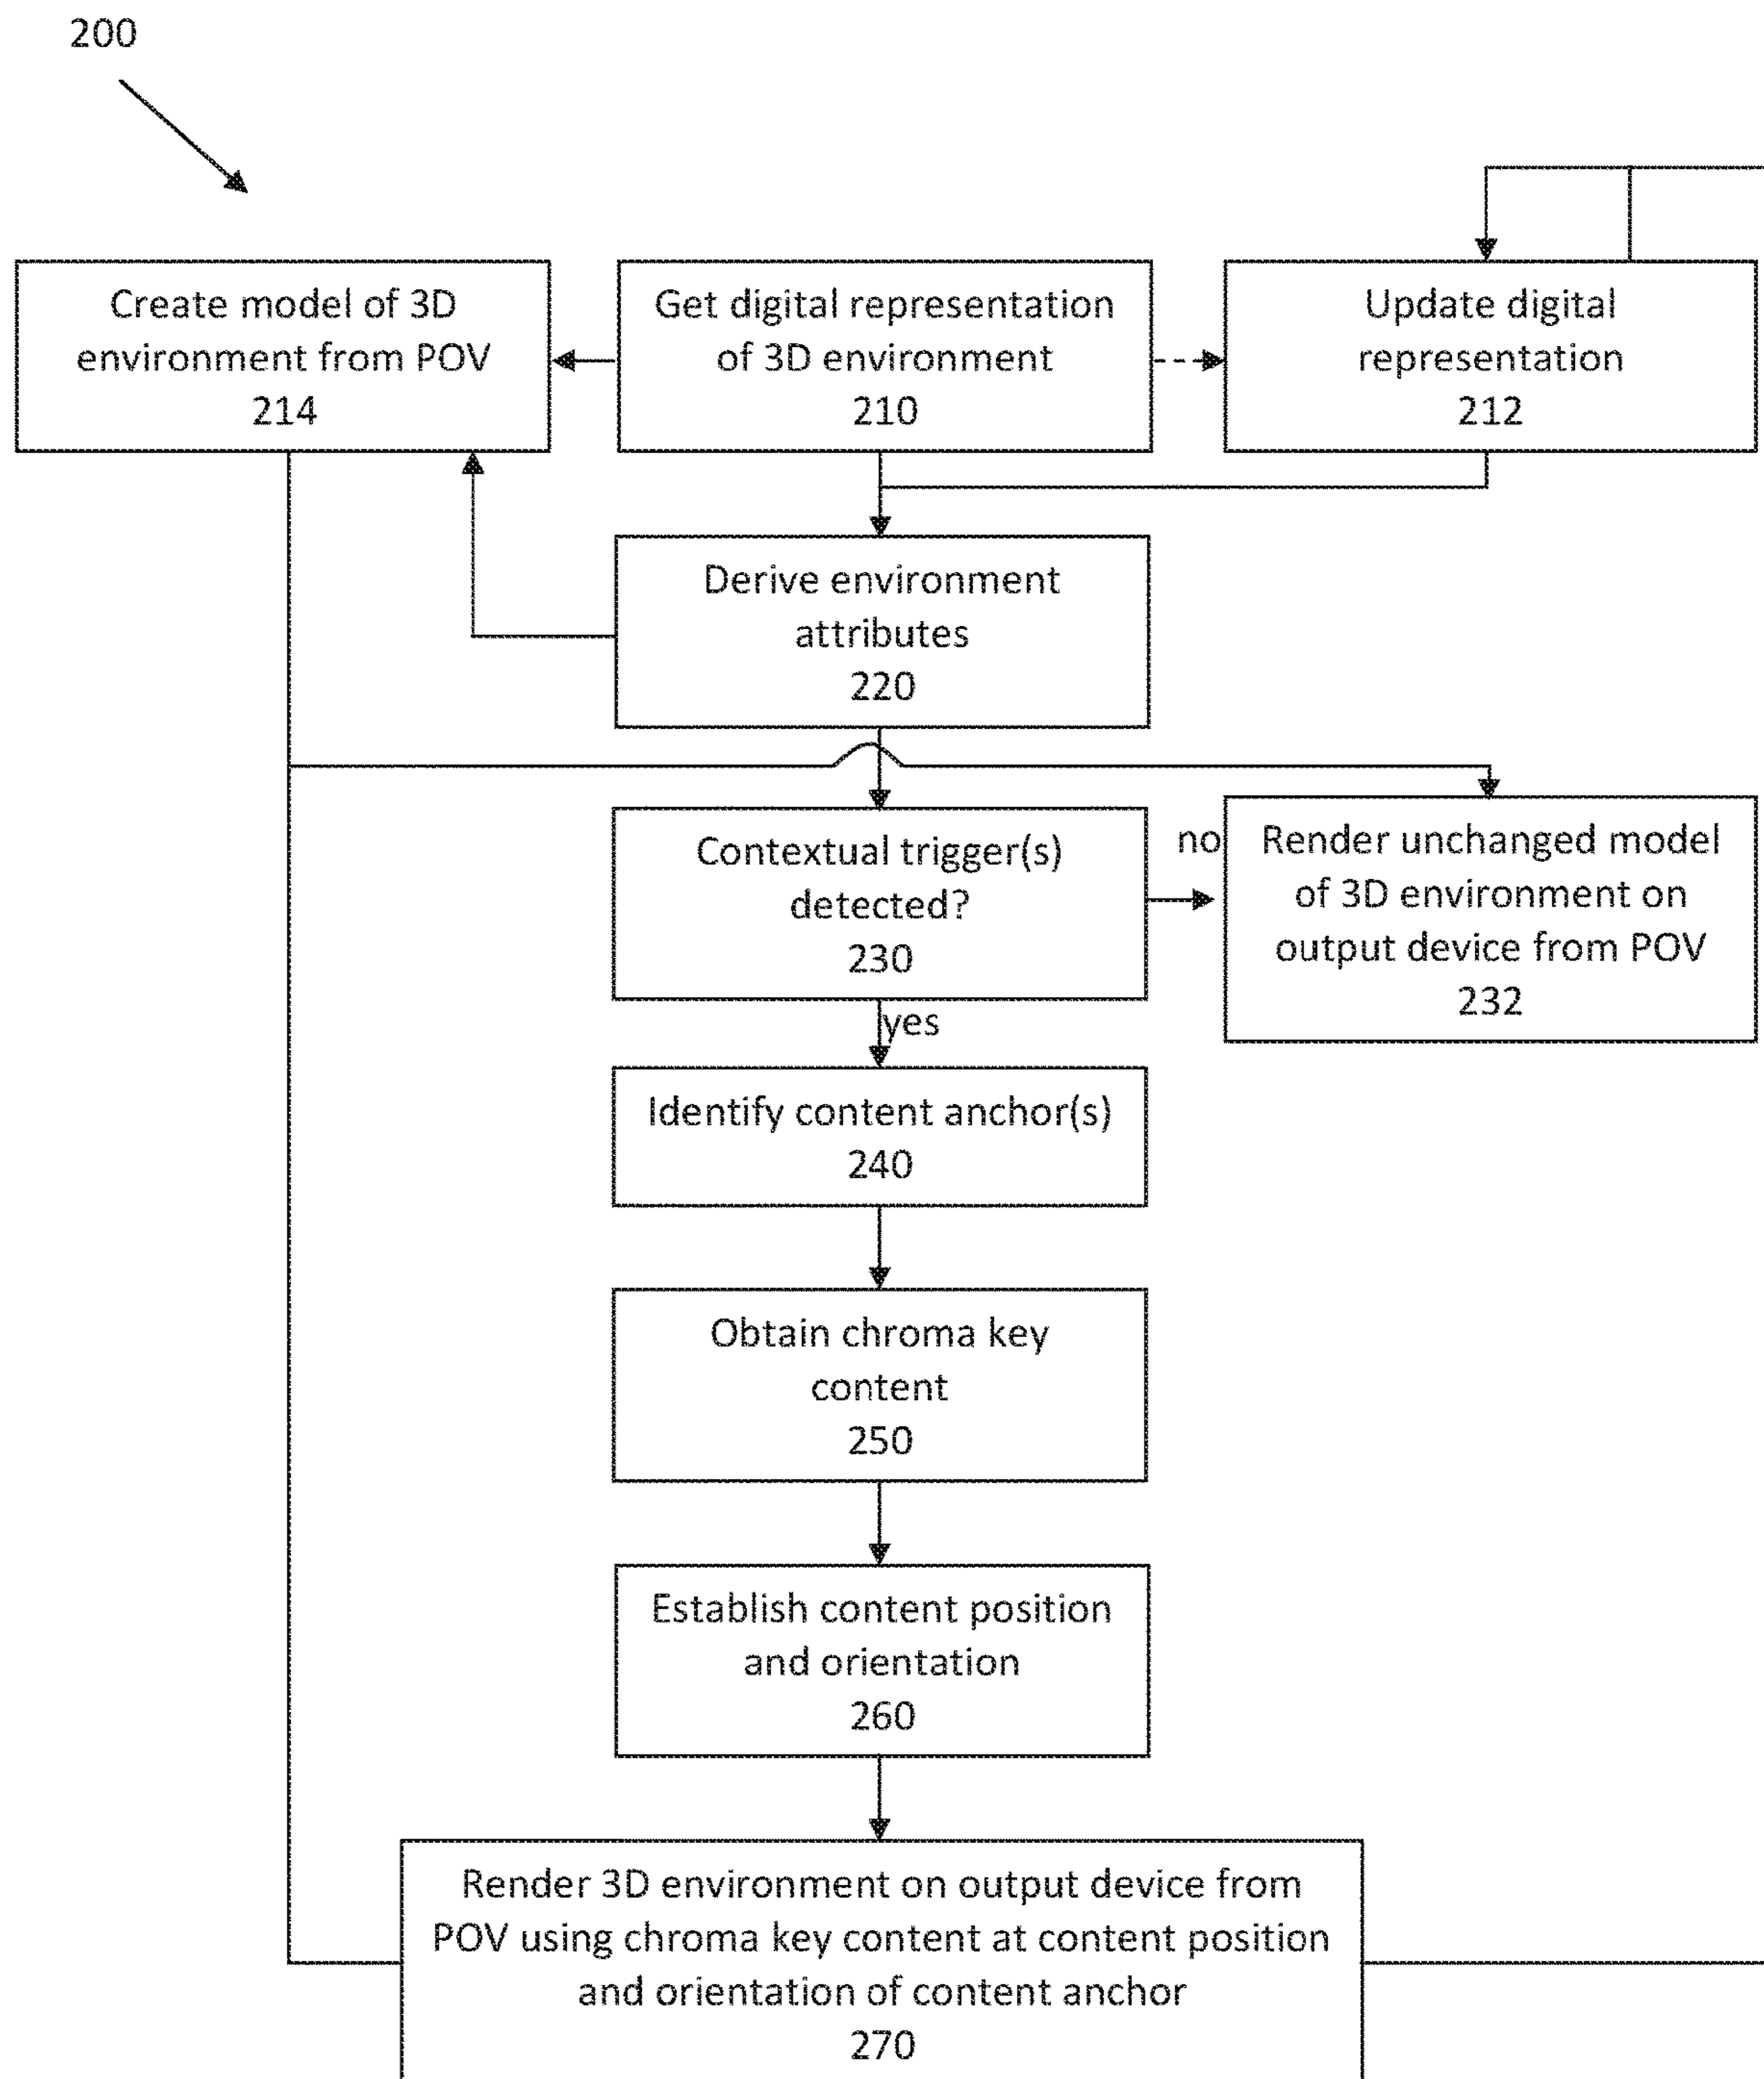 200
Create model of 3D
environment from POV
214
Get digital representation
of 3D environment
210
Update digital
representation
212
Derive environment
attributes
220
Contextual trigger(s)
detected?
230
no
Render unchanged model
of 3D environment on
output device from POV
232
yes
Identify content anchor(s)
240
Obtain chroma key
content
250
Establish content position
and orientation
260
Render 3D environment on output device from
POV using chroma key content at content position
and orientation of content anchor
270